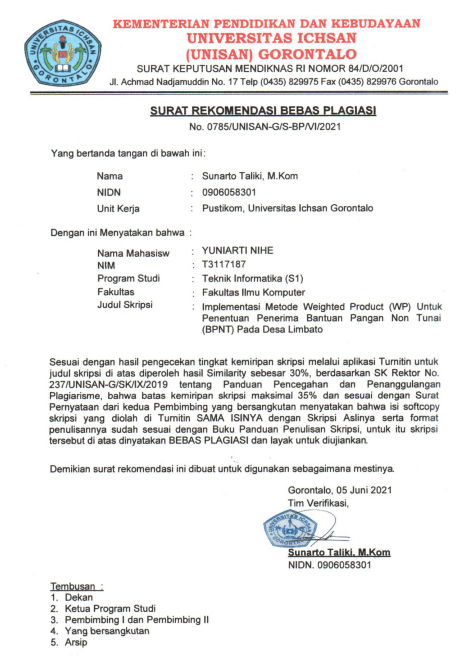 KEMENTERIAN PENDIDIKAN DAN KEBUDAYAAN
UNIVERSITAS ICHSAN
(UNISAN) GORONTALO
SURAT KEPUTUSAN MENDIKNAS RI NOMOR 84/D/O/2001
Jl. Achmad Nadjamuddin No. 17 Telp (0435) 829975 Fax (0435) 829976 Gorontalo
UNIVERSITAS ICHSAN
GORONTALO
SURAT REKOMENDASI BEBAS PLAGIASI
No. 0785/UNISAN-G/S-BP/VI/2021
Yang bertanda tangan di bawah ini :
Nama : Sunarto Taliki, M.Kom
NIDN : 0906058301
Unit Kerja : Pustikom, Universitas Ichsan Gorontalo
Dengan ini Menyatakan bahwa :
Nama Mahasisw : YUNIARTI NIHE
NIM : T3117187
Program Studi : Teknik Informatika (S1)
Fakultas : Fakultas Ilmu Komputer
Judul Skripsi : Implementasi Metode Weighted Product (WP) Untuk
Penentuan Penerima Bantuan Pangan Non Tunai
(BPNT) Pada Desa Limbato
Sesuai dengan hasil pengecekan tingkat kemiripan skripsi melalui aplikasi Turnitin untuk
judul skripsi di atas diperoleh hasil Similarity sebesar 30%, berdasarkan SK Rektor No.
237/UNISAN-G/SK/IX/2019 tentang Panduan Pencegahan dan Penanggulangan
Plagiarisme, bahwa batas kemiripan skripsi maksimal 35% dan sesuai dengan Surat
Pernyataan dari kedua Pembimbing yang bersangkutan menyatakan bahwa isi softcopy
skripsi yang diolah di Turnitin SAMA ISINYA dengan Skripsi Aslinya serta format
penulisannya sudah sesuai dengan Buku Panduan Penulisan Skripsi, untuk itu skripsi
tersebut di atas dinyatakan BEBAS PLAGIASI dan layak untuk diujiankan.
Demikian surat rekomendasi ini dibuat untuk digunakan sebagaimana mestinya.
Gorontalo, 05 Juni 2021
Tim Verifikasi,
Sunarto Taliki, M.Kom
NIDN. 0906058301
Tembusan :
1. Dekan
2. Ketua Program Studi
3. Pembimbing I dan Pembimbing II
4. Yang bersangkutan
5. Arsip